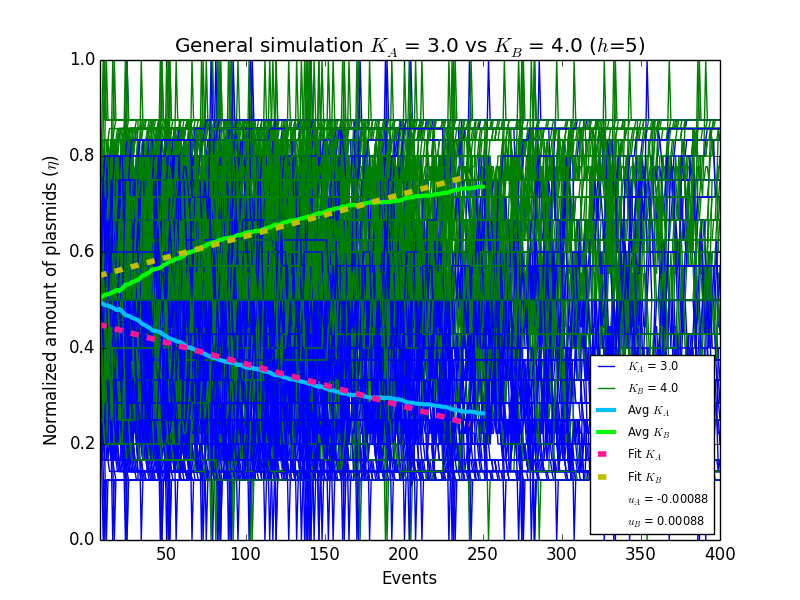 General simulation K_A = 3.0 vs K_B = 4.0 (h=5)
1.0
0.8
0.6
0.4
0.2
0.0
Normalized amount of plasmids (η)
K_A = 3.0
K_B = 4.0
Avg K_A
Avg K_B
Fit K_A
Fit K_B
u_A = -0.00088
u_B = 0.00088
50 100 150 200 250 300 350 400
Events